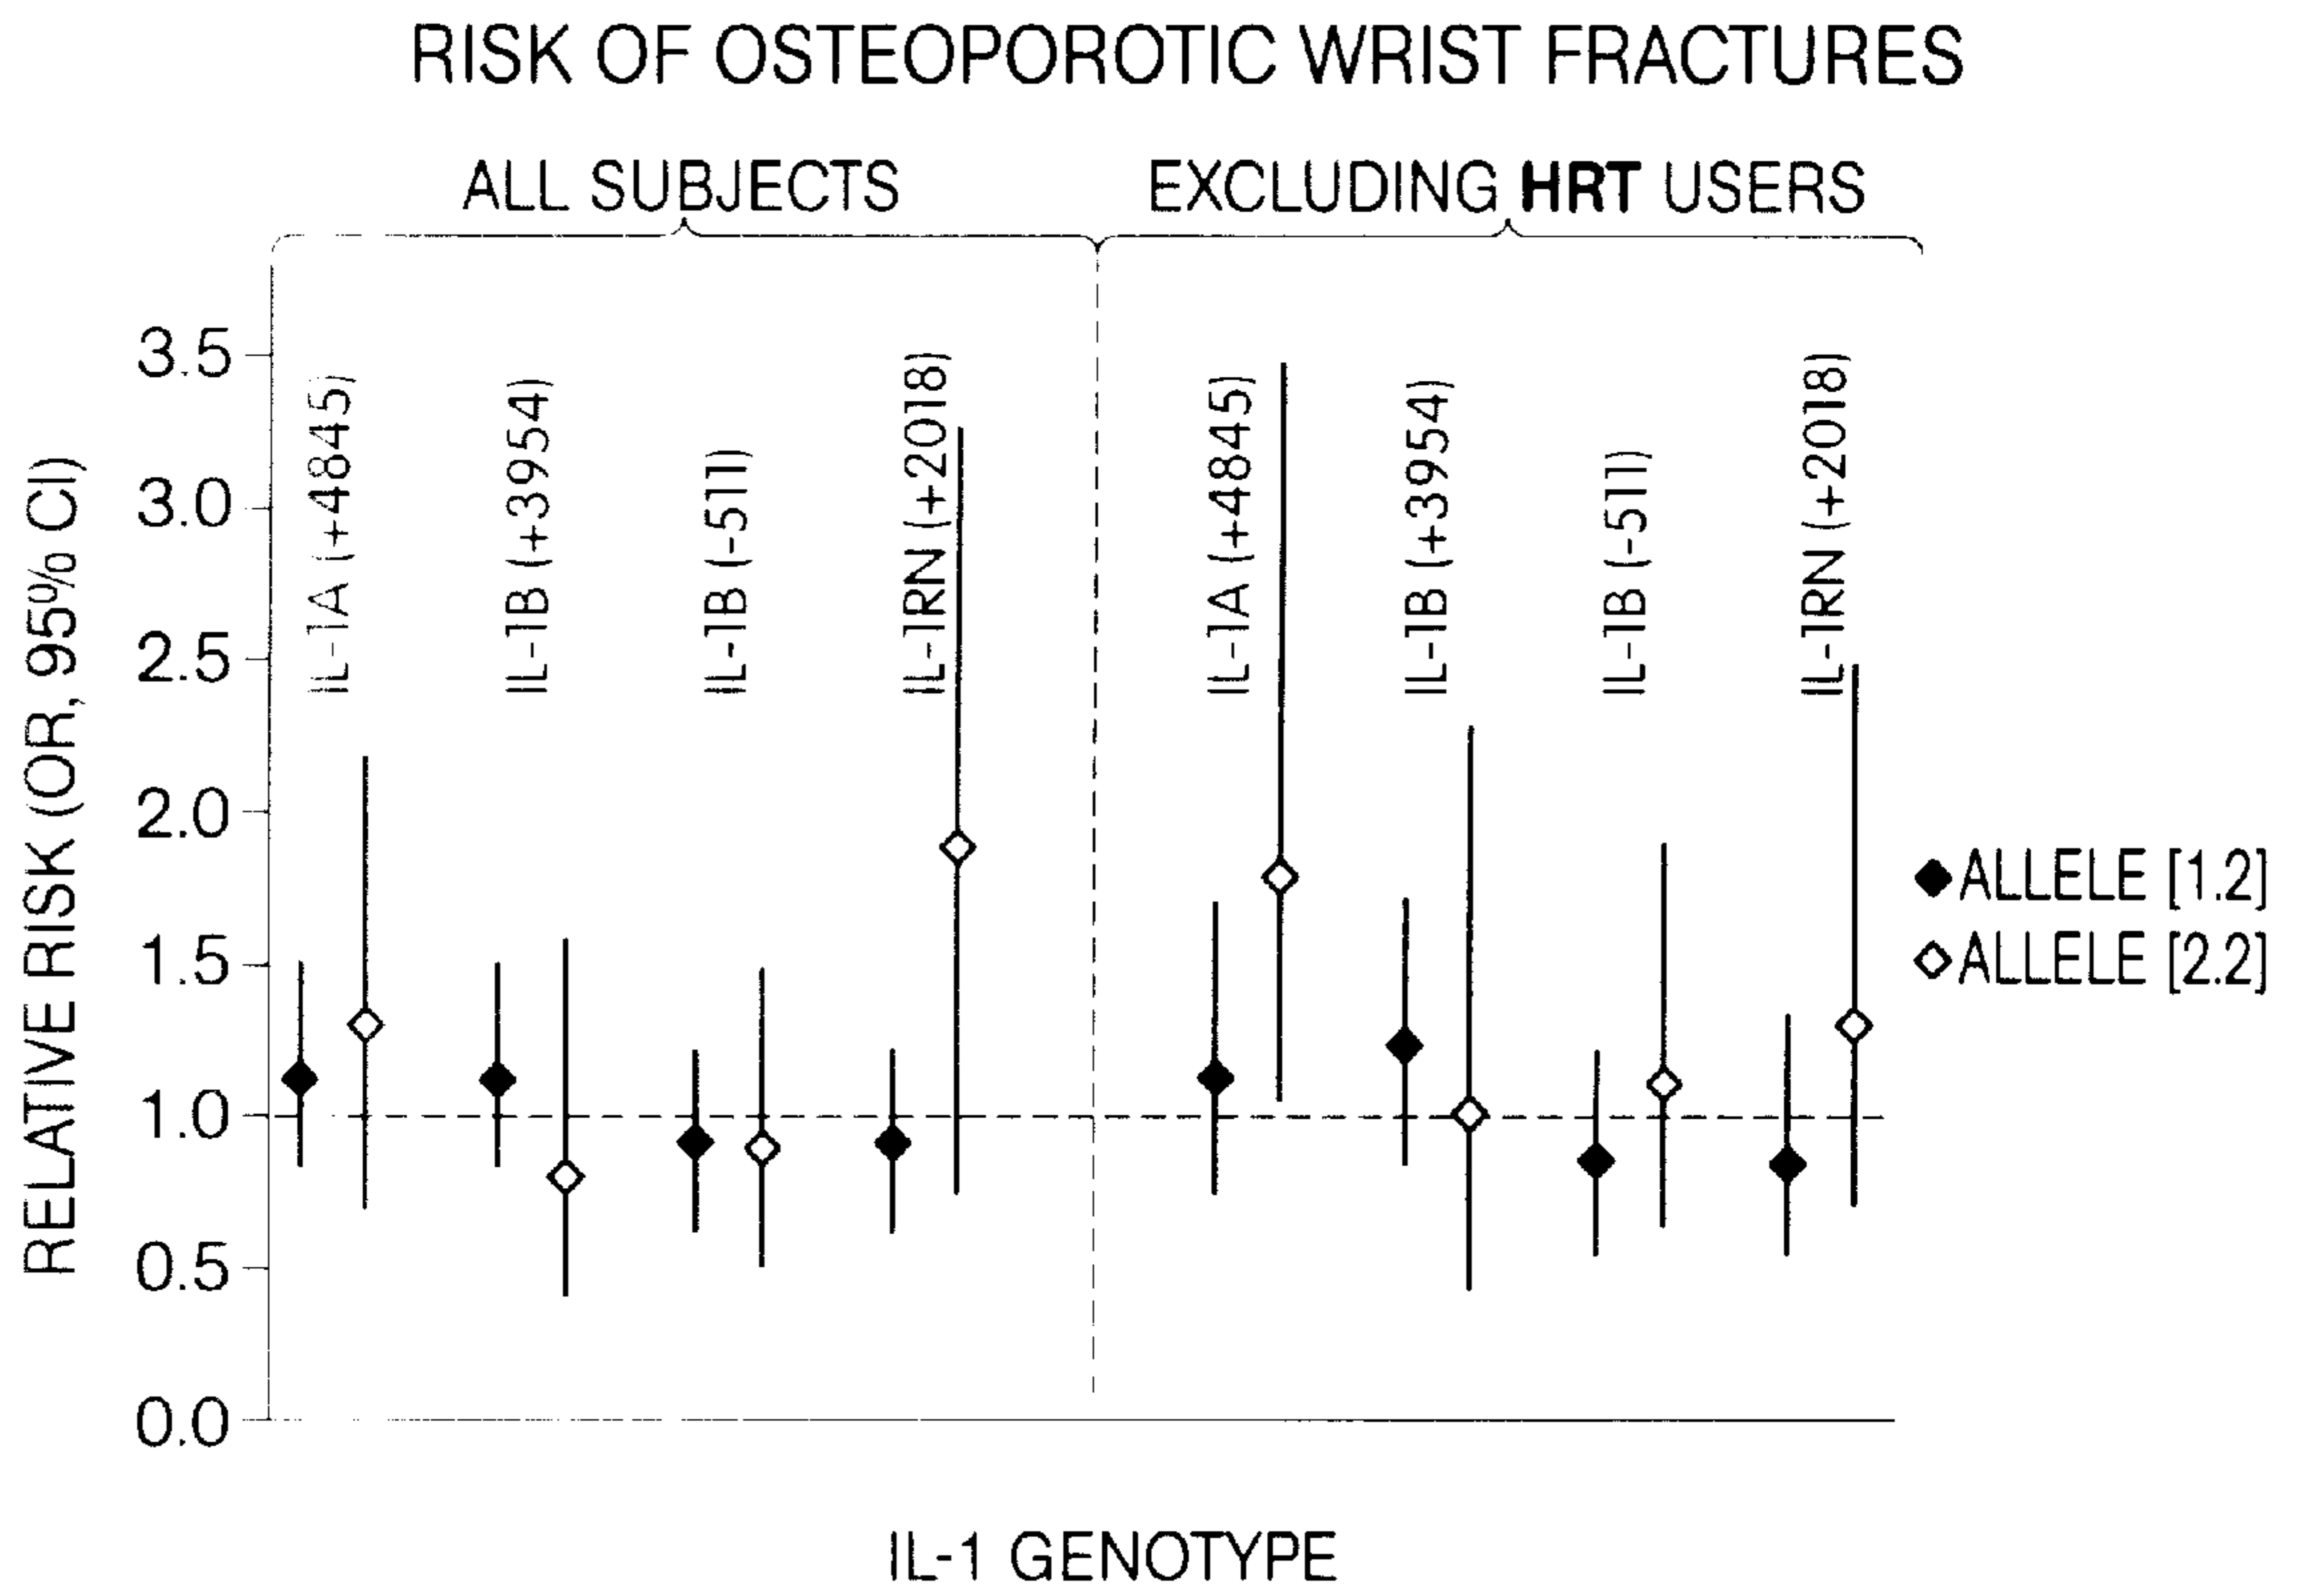 RISK OF OSTEOPOROTIC WRIST FRACTURES
ALL SUBJECTS
EXCLUDING HRT USERS
RELATIVE RISK (OR, 95% CI)
3.5
3.0
2.5
2.0
1.5
1.0
0.5
0.0
IL-1A (+4845)
IL-1B (+3954)
IL-1B (-511)
IL-1RN (+2018)
IL-1A (+4845)
IL-1B (+3954)
IL-1B (-511)
IL-1RN (+2018)
ALLELE [1.2]
ALLELE [2.2]
IL-1 GENOTYPE